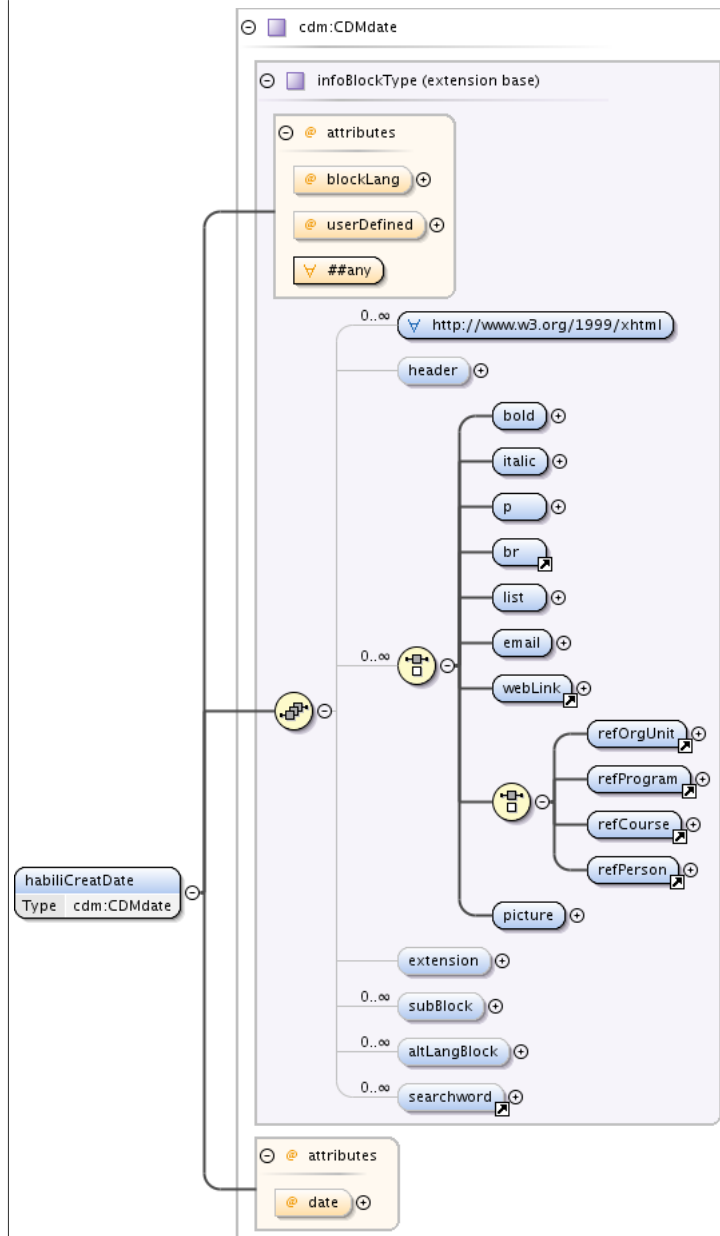 cdm:CDMdate
infoBlockType (extension base)
@ attributes
@ blockLang
@ userDefined
∀ ##any
0..∞
∀ http://www.w3.org/1999/xhtml
header
bold
italic
p
br
list
email
0..∞
webLink
refOrgUnit
refProgram
refCourse
refPerson
habiliCreatDate
Type cdm:CDMdate
picture
extension
0..∞
subBlock
0..∞
altLangBlock
0..∞
searchword
@ attributes
@ date